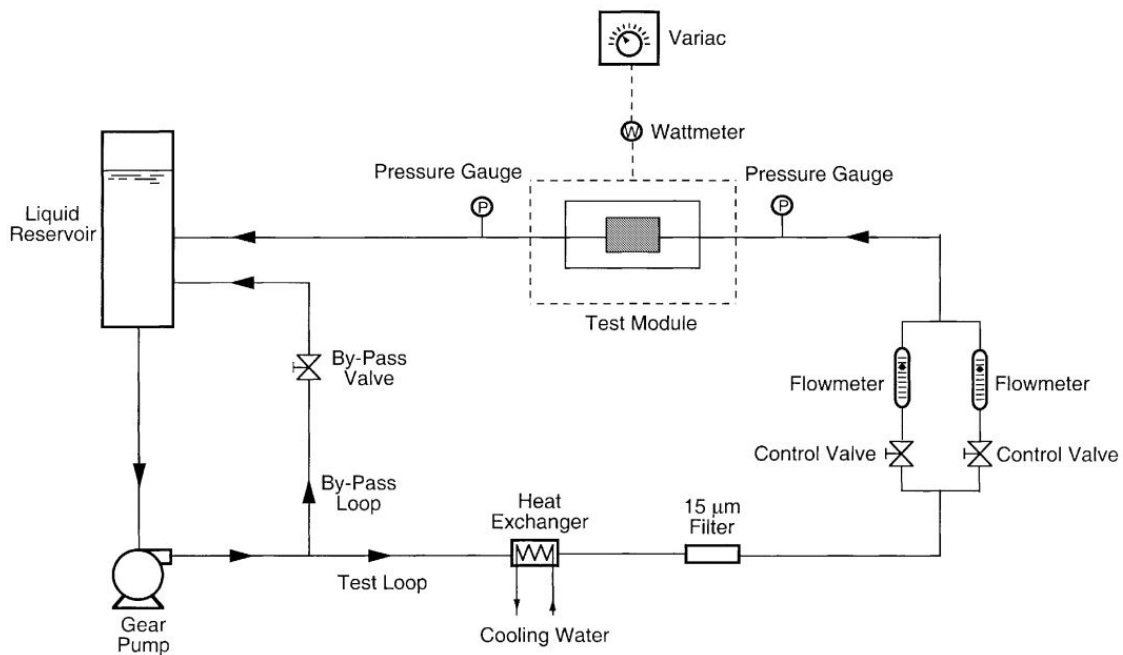 Variac
W
Wattmeter
Pressure Gauge
Pressure Gauge
P
P
Liquid
Reservoir
Test Module
By-Pass
Valve
Flowmeter
Flowmeter
Control Valve
Control Valve
By-Pass
Loop
Heat
Exchanger
15 μm
Filter
Test Loop
Gear
Pump
Cooling Water